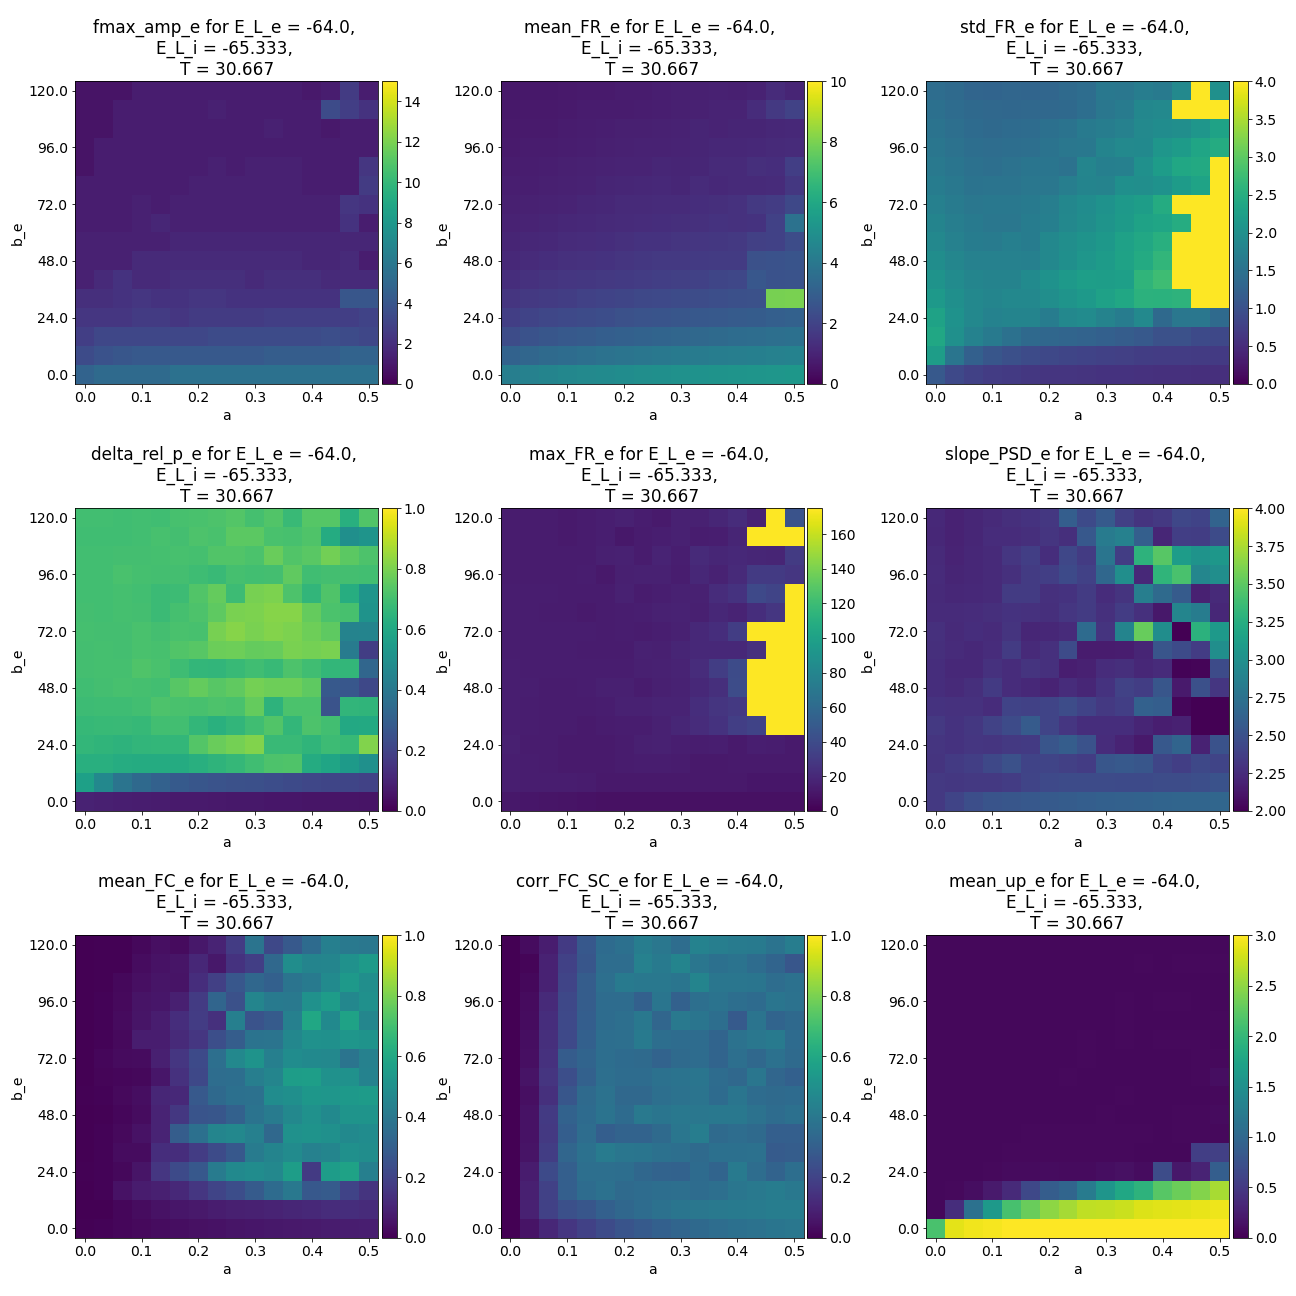 fmax_amp_e for E_L_e = -64.0,
E_L_i = -65.333,
T = 30.667
120.0
96.0
72.0
48.0
24.0
0.0
b_e
0.0 0.1 0.2 0.3 0.4 0.5
a
14
12
10
8
6
4
2
0
mean_FR_e for E_L_e = -64.0,
E_L_i = -65.333,
T = 30.667
120.0
96.0
72.0
48.0
24.0
0.0
b_e
0.0 0.1 0.2 0.3 0.4 0.5
a
10
8
6
4
2
0
std_FR_e for E_L_e = -64.0,
E_L_i = -65.333,
T = 30.667
120.0
96.0
72.0
48.0
24.0
0.0
b_e
0.0 0.1 0.2 0.3 0.4 0.5
a
4.0
3.5
3.0
2.5
2.0
1.5
1.0
0.5
0.0
delta_rel_p_e for E_L_e = -64.0,
E_L_i = -65.333,
T = 30.667
120.0
96.0
72.0
48.0
24.0
0.0
b_e
0.0 0.1 0.2 0.3 0.4 0.5
a
1.0
0.8
0.6
0.4
0.2
0.0
max_FR_e for E_L_e = -64.0,
E_L_i = -65.333,
T = 30.667
120.0
96.0
72.0
48.0
24.0
0.0
b_e
0.0 0.1 0.2 0.3 0.4 0.5
a
160
140
120
100
80
60
40
20
0
slope_PSD_e for E_L_e = -64.0,
E_L_i = -65.333,
T = 30.667
120.0
96.0
72.0
48.0
24.0
0.0
b_e
0.0 0.1 0.2 0.3 0.4 0.5
a
4.00
3.75
3.50
3.25
3.00
2.75
2.50
2.25
2.00
mean_FC_e for E_L_e = -64.0,
E_L_i = -65.333,
T = 30.667
120.0
96.0
72.0
48.0
24.0
0.0
b_e
0.0 0.1 0.2 0.3 0.4 0.5
a
1.0
0.8
0.6
0.4
0.2
0.0
corr_FC_SC_e for E_L_e = -64.0,
E_L_i = -65.333,
T = 30.667
120.0
96.0
72.0
48.0
24.0
0.0
b_e
0.0 0.1 0.2 0.3 0.4 0.5
a
1.0
0.8
0.6
0.4
0.2
0.0
mean_up_e for E_L_e = -64.0,
E_L_i = -65.333,
T = 30.667
120.0
96.0
72.0
48.0
24.0
0.0
b_e
0.0 0.1 0.2 0.3 0.4 0.5
a
3.0
2.5
2.0
1.5
1.0
0.5
0.0